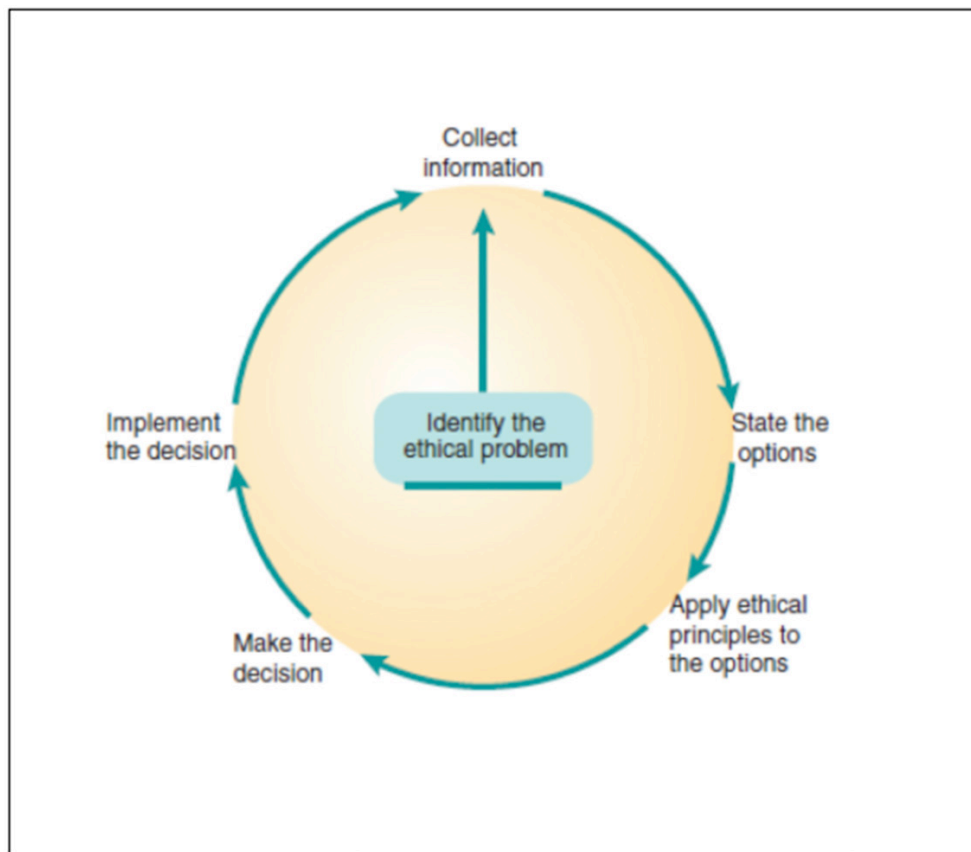 Collect
information
Identify the
ethical problem
State the
options
Apply ethical
principles to
the options
Make the
decision
Implement
the decision